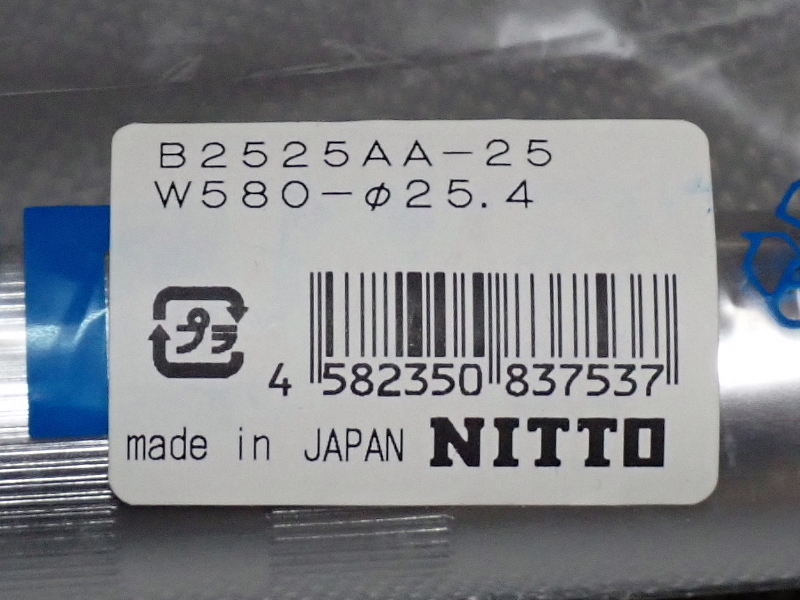 B2525AA-25
W580-φ25.4
プラ
4 582350 837537
made in JAPAN NITTO